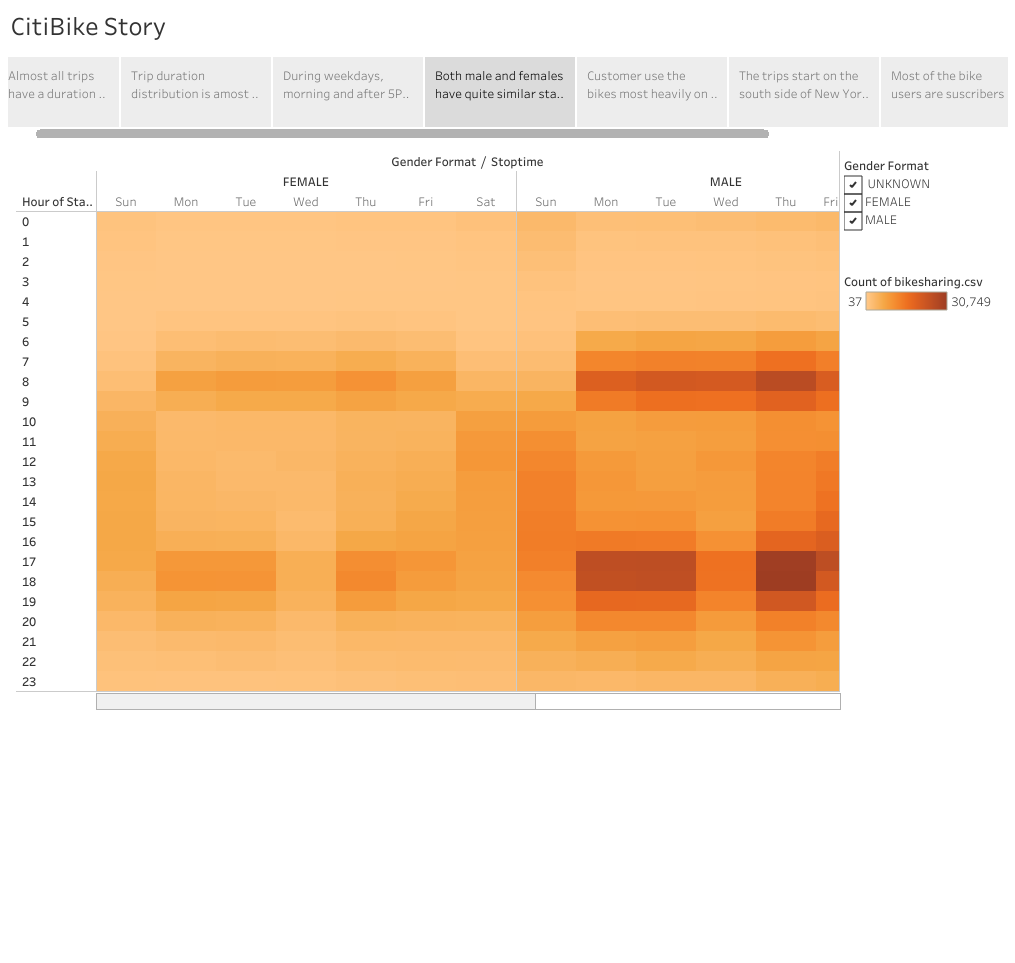 CitiBike Story
Almost all trips
have a duration ..
Trip duration
distribution is amost ..
During weekdays,
morning and after 5P..
Both male and females
have quite similar sta..
Customer use the
bikes most heavily on ..
The trips start on the
south side of New Yor..
Most of the bike
users are suscribers
Gender Format / Stoptime
FEMALE MALE
Hour of Sta.. Sun Mon Tue Wed Thu Fri Sat Sun Mon Tue Wed Thu Fri
0
1
2
3
4
5
6
7
8
9
10
11
12
13
14
15
16
17
18
19
20
21
22
23
Gender Format
UNKNOWN
FEMALE
MALE
Count of bikesharing.csv
37 30,749